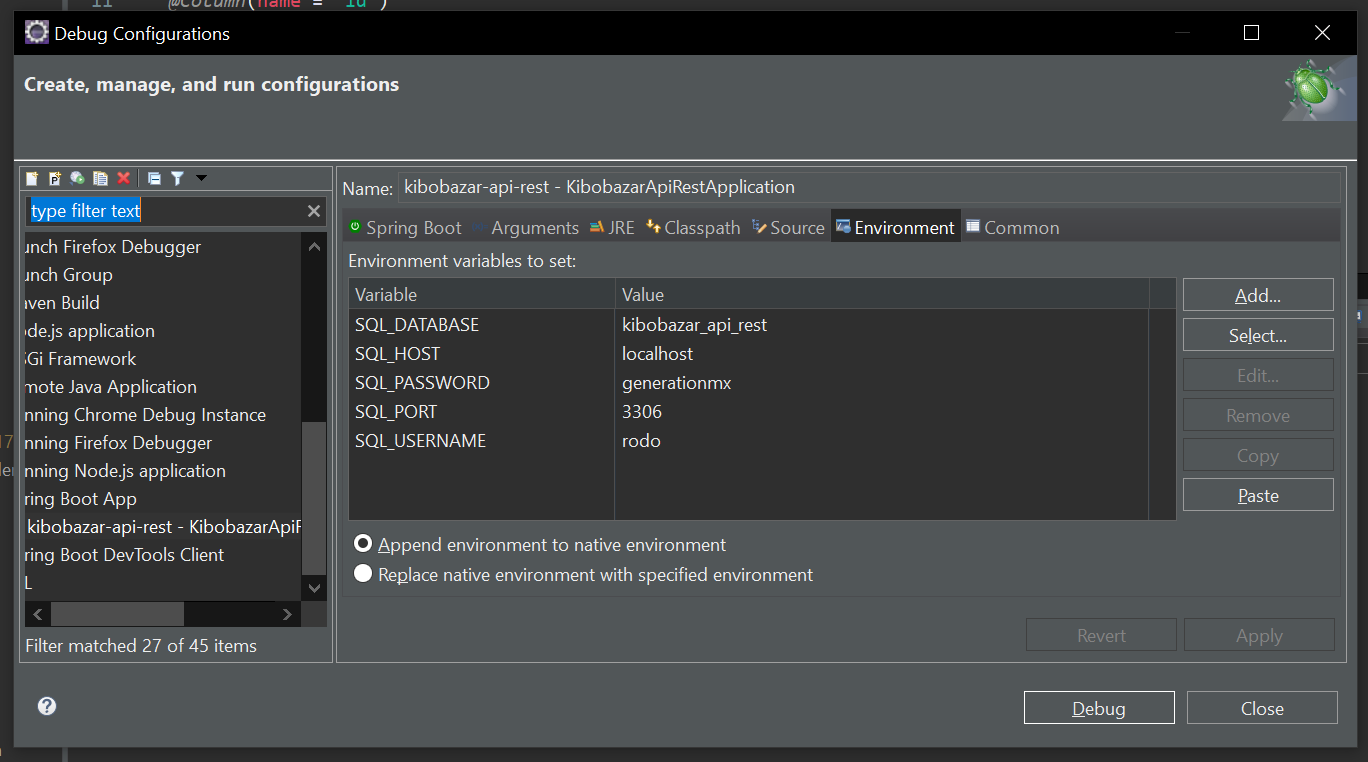 11 @Column(name = "id")
Debug Configurations
Create, manage, and run configurations
type filter text
unch Firefox Debugger
unch Group
aven Build
de.js application
Gi Framework
mote Java Application
nning Chrome Debug Instance
nning Firefox Debugger
nning Node.js application
ring Boot App
kibobazar-api-rest - KibobazarApiR
ring Boot DevTools Client
L
Filter matched 27 of 45 items
Name: kibobazar-api-rest - KibobazarApiRestApplication
Spring Boot Arguments JRE Classpath Source Environment Common
Environment variables to set:
Variable Value
SQL_DATABASE kibobazar_api_rest
SQL_HOST localhost
SQL_PASSWORD generationmx
SQL_PORT 3306
SQL_USERNAME rodo
Add...
Select...
Edit...
Remove
Copy
Paste
Append environment to native environment
Replace native environment with specified environment
Revert Apply
Debug Close